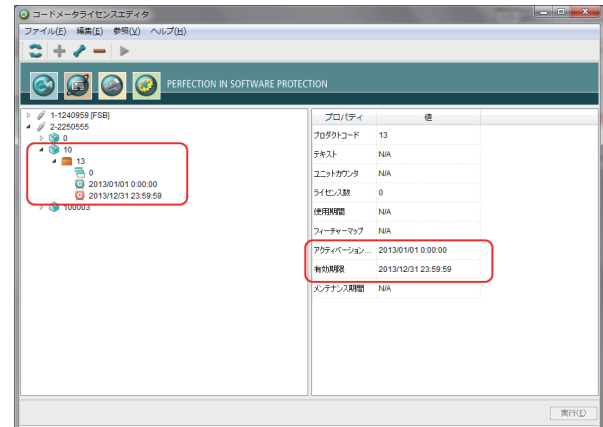 コードメータライセンスエディタ
ファイル(F) 編集(E) 参照(V) ヘルプ(H)
PERFECTION IN SOFTWARE PROTECTION
1-1240959 [FSB]
2-2250555
0
10
13
0
2013/01/01 0:00:00
2013/12/31 23:59:59
100003
プロパティ 値
プロダクトコード 13
テキスト N/A
ユニットカウンタ N/A
ライセンス数 0
使用期間 N/A
フィーチャーマップ N/A
アクティベーション... 2013/01/01 0:00:00
有効期限 2013/12/31 23:59:59
メンテナンス期間 N/A
実行(E)